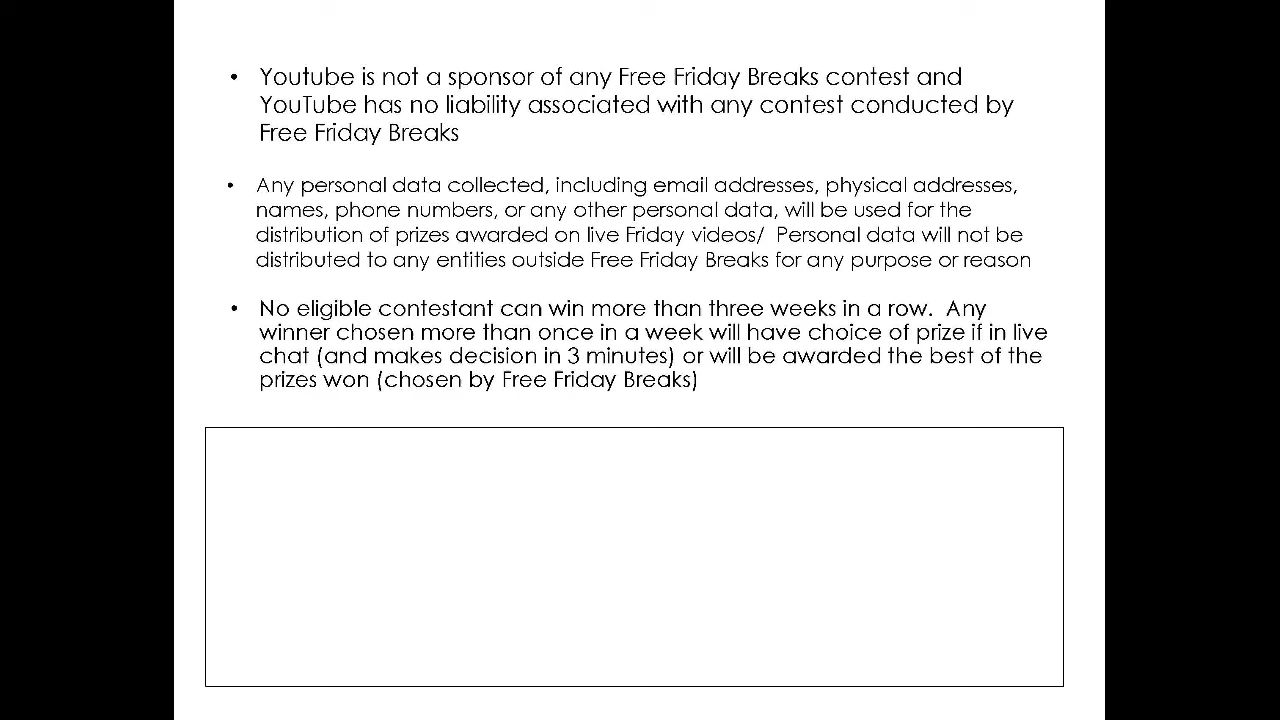 • Youtube is not a sponsor of any Free Friday Breaks contest and
YouTube has no liability associated with any contest conducted by
Free Friday Breaks
• Any personal data collected, including email addresses, physical addresses,
names, phone numbers, or any other personal data, will be used for the
distribution of prizes awarded on live Friday videos/  Personal data will not be
distributed to any entities outside Free Friday Breaks for any purpose or reason
• No eligible contestant can win more than three weeks in a row.  Any
winner chosen more than once in a week will have choice of prize if in live
chat (and makes decision in 3 minutes) or will be awarded the best of the
prizes won (chosen by Free Friday Breaks)